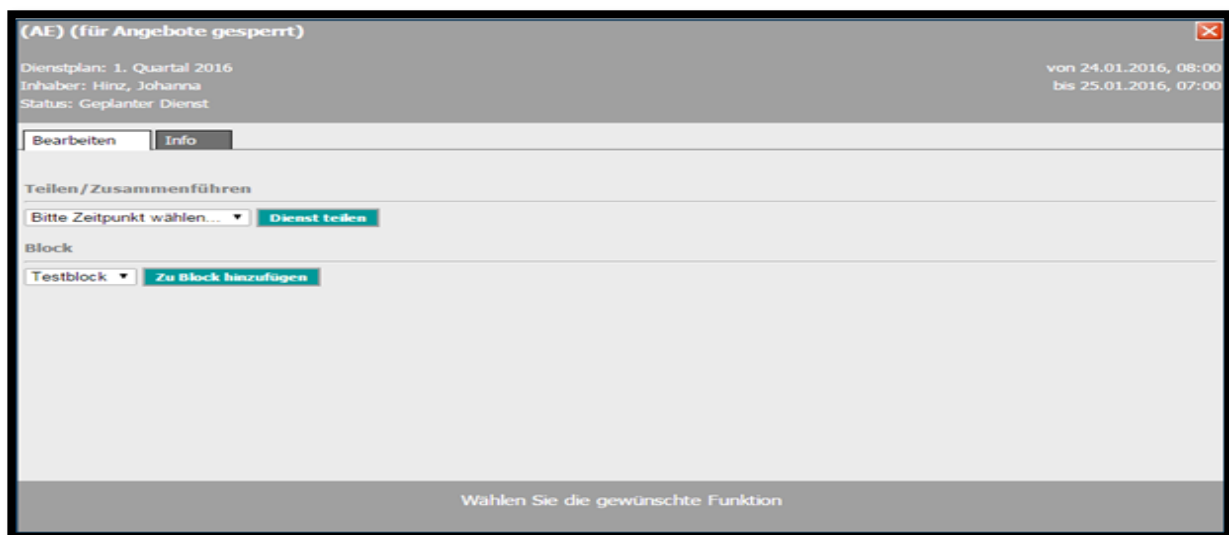 (AE) (für Angebote gesperrt)
Dienstplan: 1. Quartal 2016 von 24.01.2016, 08:00
Inhaber: Hinz, Johanna bis 25.01.2016, 07:00
Status: Geplanter Dienst
Bearbeiten Info
Teilen/Zusammenführen
Bitte Zeitpunkt wählen... Dienst teilen
Block
Testblock Zu Block hinzufügen
Wählen Sie die gewünschte Funktion